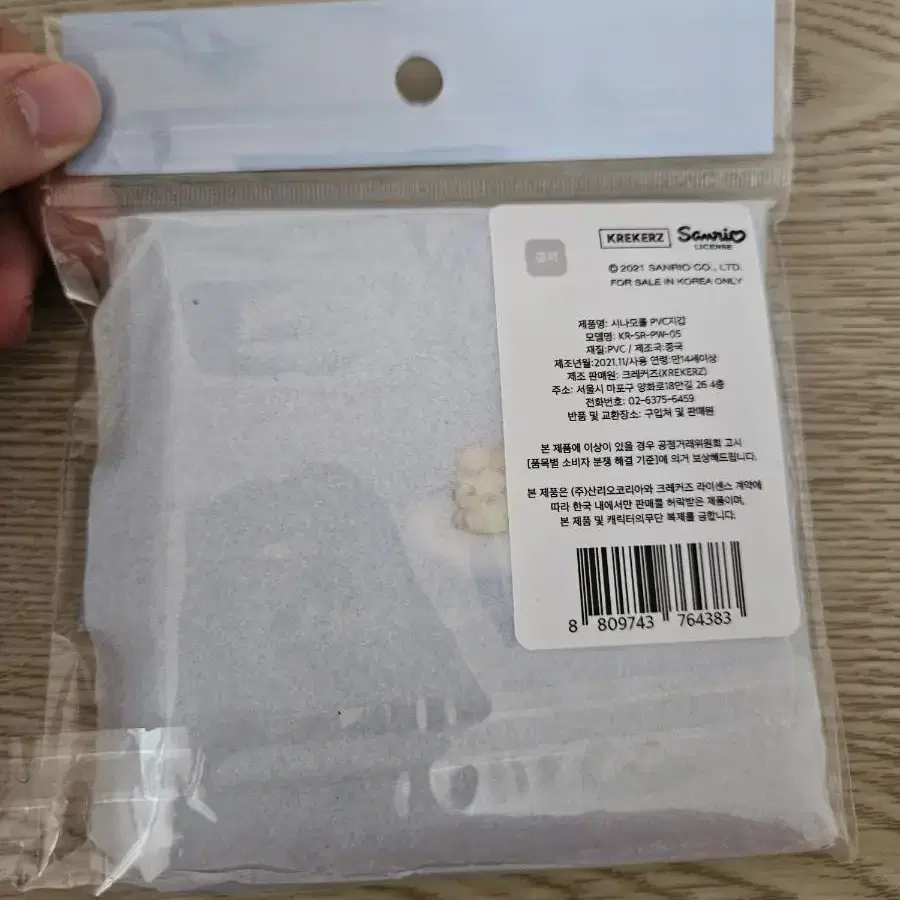 KREKERZ Sanrio
LICENSE
© 2021 SANRIO CO., LTD.
FOR SALE IN KOREA ONLY
제품명: 시나모롤 PVC지갑
모델명: KR-SR-PW-05
재질:PVC / 제조국:중국
제조년월:2021.11/사용 연령:만14세이상
제조 판매원: 크레커즈(KREKERZ)
주소: 서울시 마포구 양화로18안길 26 4층
전화번호: 02-6375-6459
반품 및 교환장소: 구입처 및 판매원
본 제품에 이상이 있을 경우 공정거래위원회 고시
[품목별 소비자 분쟁 해결 기준]에 의거 보상해드립니다.
본 제품은 (주)산리오코리아와 크레커즈 라이센스 계약에
따라 한국 내에서만 판매를 허락받은 제품이며,
본 제품 및 캐릭터의무단 복제를 금합니다.
8 809743 764383